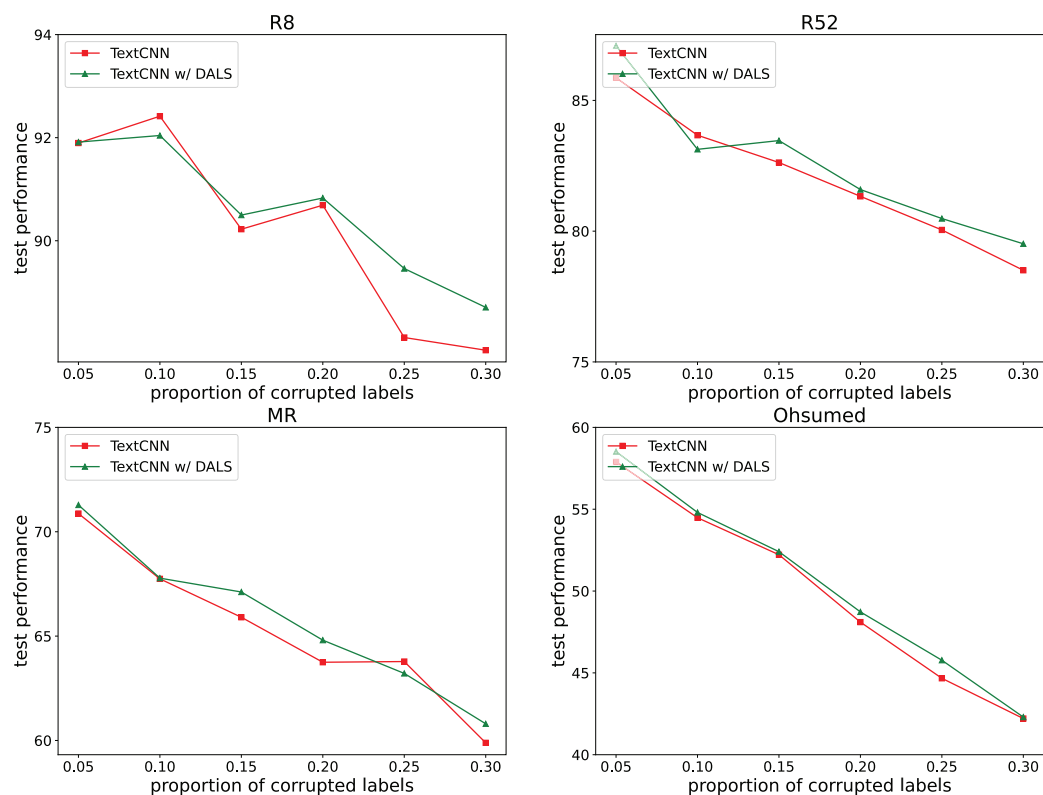 R8
94
92
90
test performance
TextCNN
TextCNN w/ DALS
0.05 0.10 0.15 0.20 0.25 0.30
proportion of corrupted labels
R52
85
80
75
test performance
TextCNN
TextCNN w/ DALS
0.05 0.10 0.15 0.20 0.25 0.30
proportion of corrupted labels
MR
75
70
65
60
test performance
TextCNN
TextCNN w/ DALS
0.05 0.10 0.15 0.20 0.25 0.30
proportion of corrupted labels
Ohsumed
60
55
50
45
40
test performance
TextCNN
TextCNN w/ DALS
0.05 0.10 0.15 0.20 0.25 0.30
proportion of corrupted labels